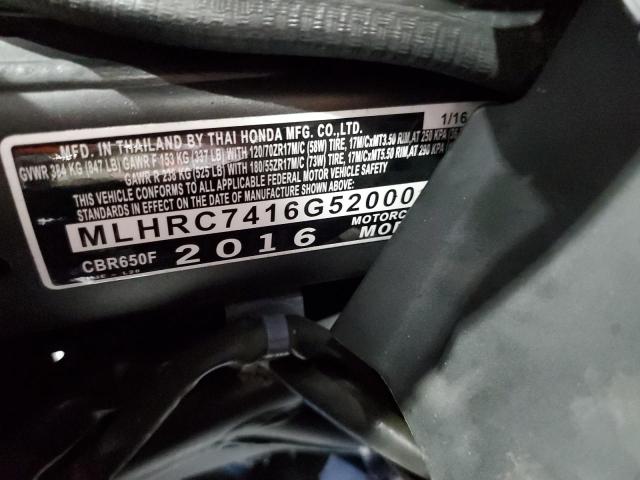 MFD. IN THAILAND BY THAI HONDA MFG. CO.,LTD. 1/16
GVWR 384 KG (847 LB) GAWR F 153 KG (337 LB) WITH 120/70ZR17M/C (58W) TIRE, 17M/CxMT3.50 RIM, AT 250 KPA
GAWR R 238 KG (525 LB) WITH 180/55ZR17M/C (73W) TIRE, 17M/CxMT5.50 RIM, AT 290 KPA
THIS VEHICLE CONFORMS TO ALL APPLICABLE FEDERAL MOTOR VEHICLE SAFETY
STANDARDS IN EFFECT ON THE DATE OF MANUFACTURE SHOWN ABOVE.
MLHRC7416G52000
MOTORC
CBR650F 2016 MOD